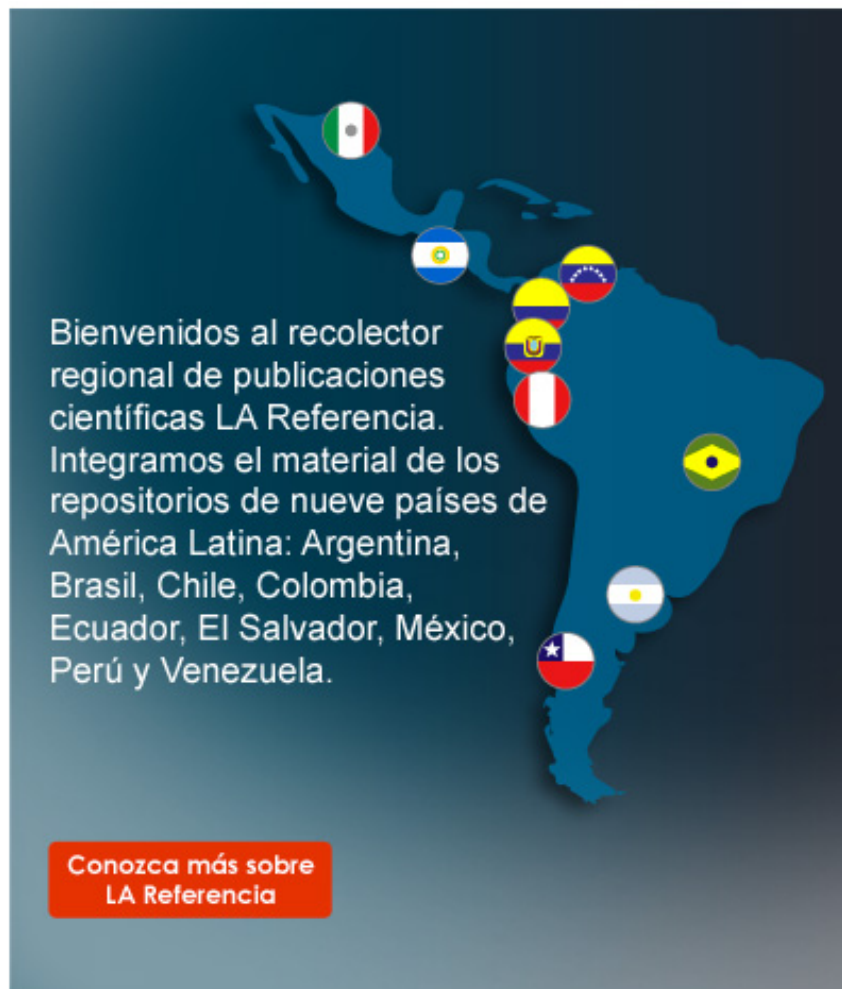 Bienvenidos al recolector
regional de publicaciones
científicas LA Referencia.
Integramos el material de los
repositorios de nueve países de
América Latina: Argentina,
Brasil, Chile, Colombia,
Ecuador, El Salvador, México,
Perú y Venezuela.
Conozca más sobre
LA Referencia